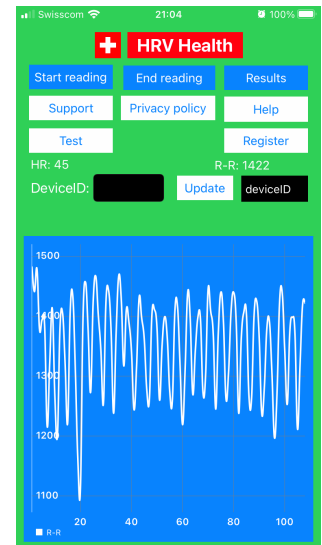 Swisscom 21:04 100%
HRV Health
Start reading End reading Results
Support Privacy policy Help
Test Register
HR: 45 R-R: 1422
DeviceID: Update deviceID
1500
1400
1300
1200
1100
20 40 60 80 100
R-R